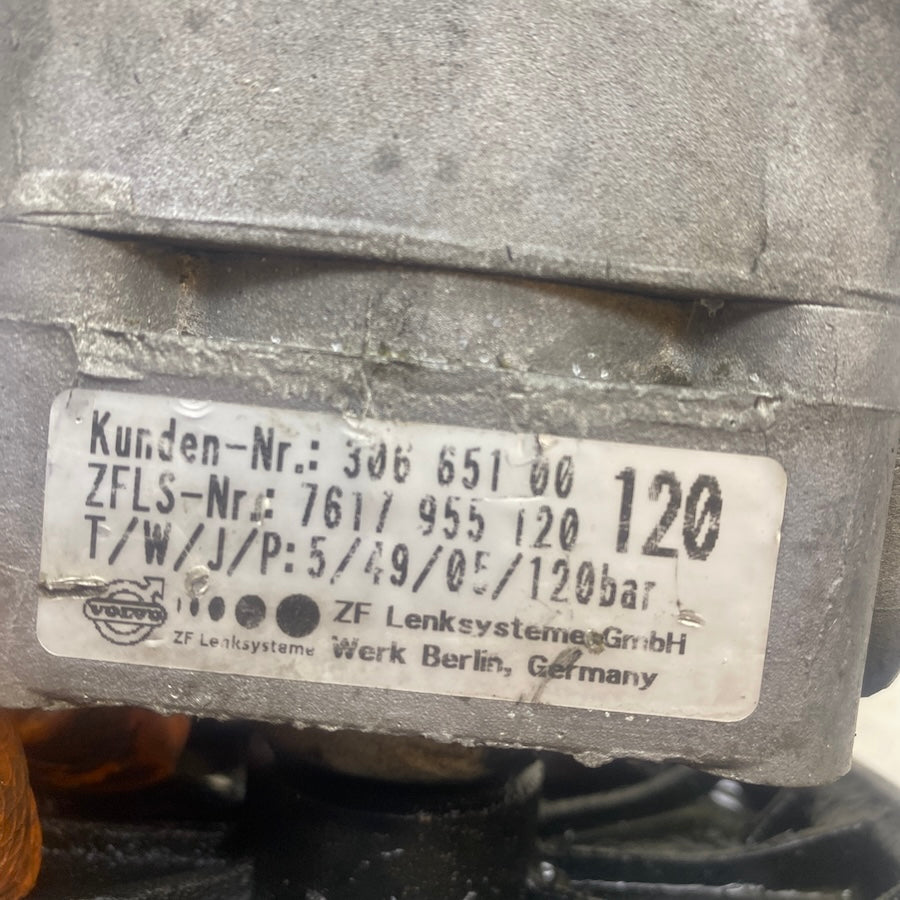 Kunden-Nr.: 306 651 00
120
ZFLS-Nr.: 7617 955 120
T/W/J/P:5/49/05/120bar
VOLVO
ZF Lenksysteme GmbH
ZF Lenksysteme
Werk Berlin, Germany